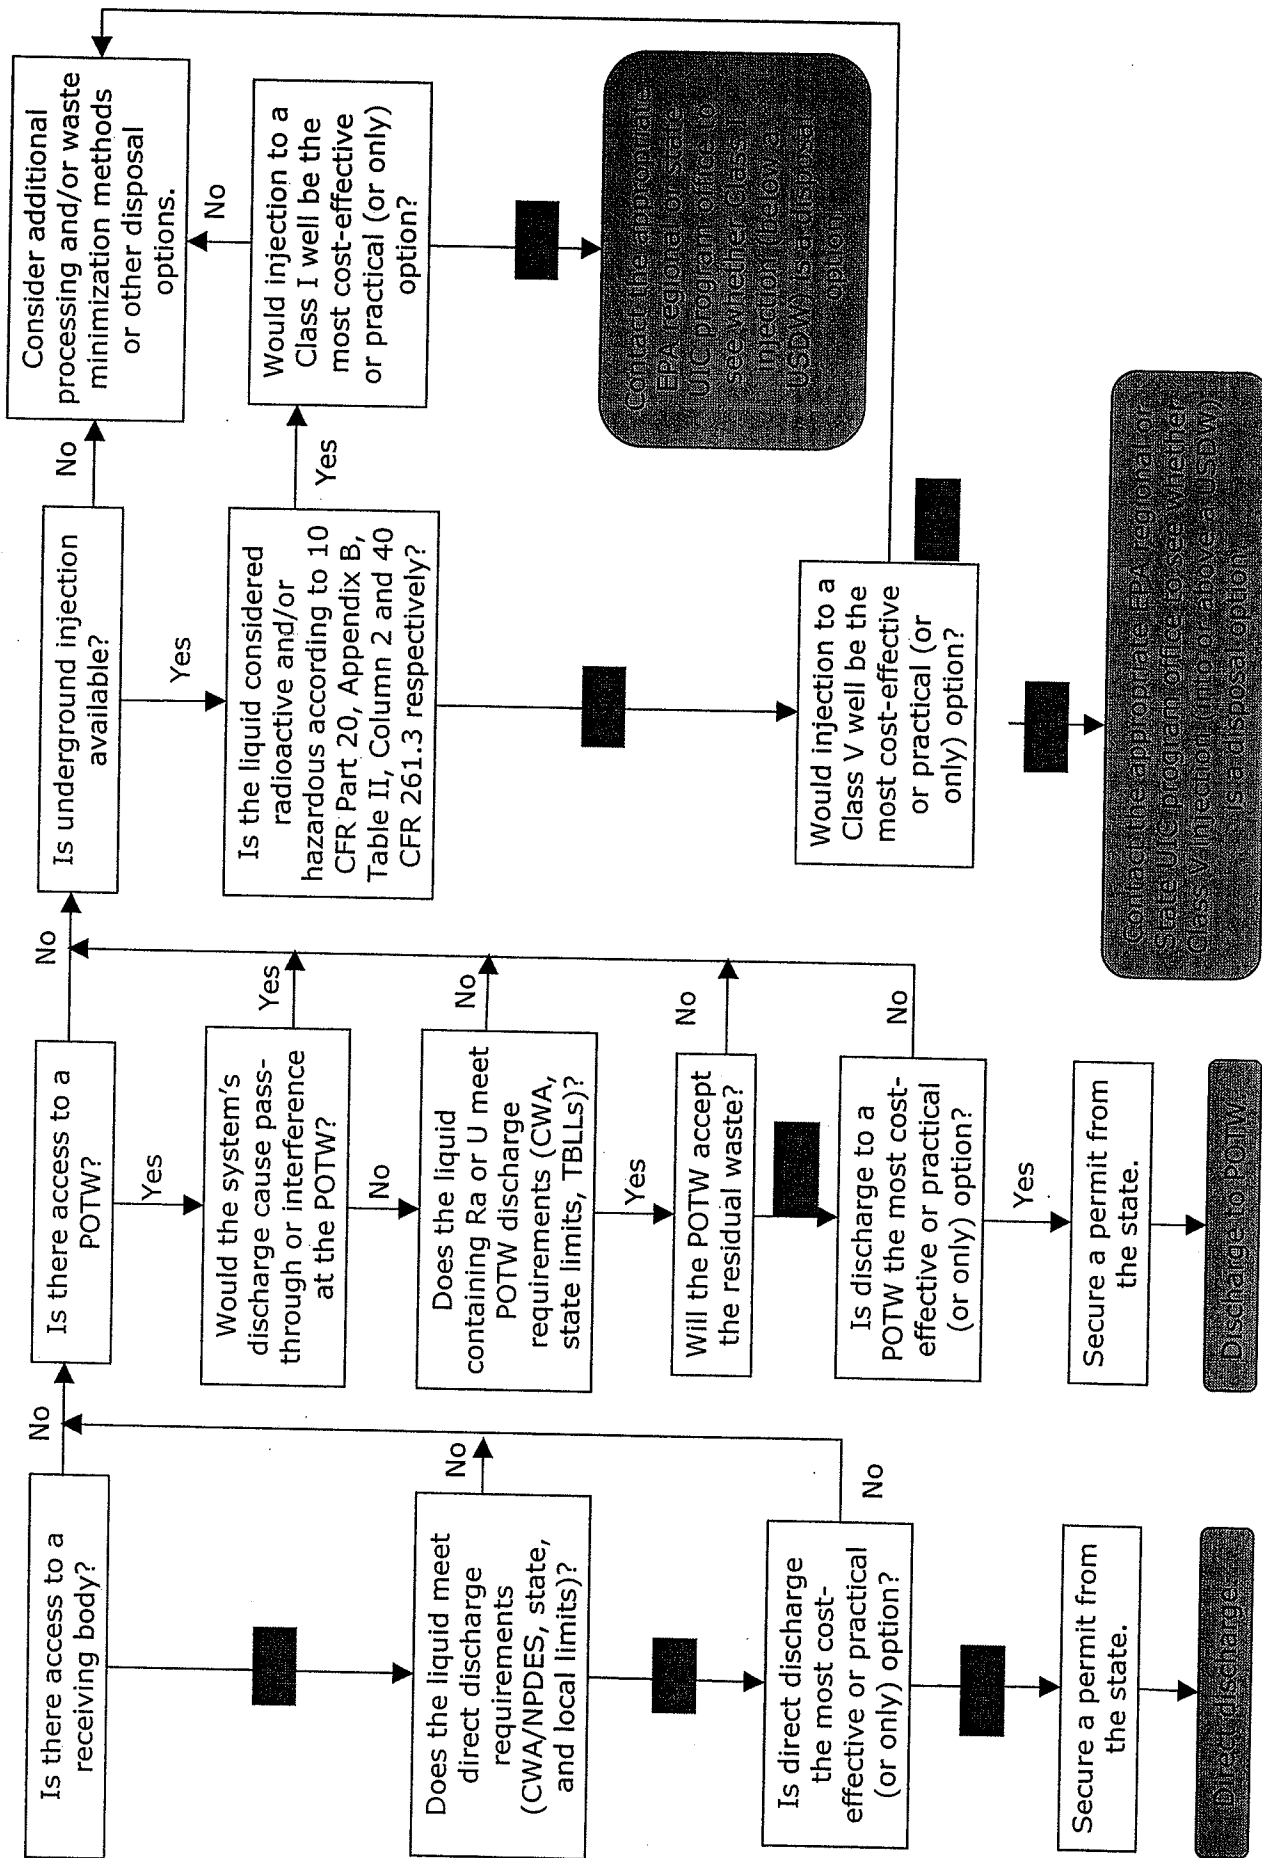 Is there access to a
receiving body?
No
Does the liquid meet
direct discharge
requirements
(CWA/NPDES, state,
and local limits)?
No
Is direct discharge
the most cost-
effective or practical
(or only) option?
No
Secure a permit from
the state.
Direct discharge.
Is there access to a
POTW?
No
Yes
Would the system's
discharge cause pass-
through or interference
at the POTW?
Yes
No
Does the liquid
containing Ra or U meet
POTW discharge
requirements (CWA,
state limits, TBLLs)?
No
Yes
Will the POTW accept
the residual waste?
No
Is discharge to a
POTW the most cost-
effective or practical
(or only) option?
No
Yes
Secure a permit from
the state.
Discharge to POTW.
Is underground injection
available?
No
Yes
Is the liquid considered
radioactive and/or
hazardous according to 10
CFR Part 20, Appendix B,
Table II, Column 2 and 40
CFR 261.3 respectively?
Yes
Would injection to a
Class V well be the
most cost-effective
or practical (or
only) option?
Contact the appropriate EPA regional or
State UIC program office to see whether
Class V injection (into or above a USDW)
is a disposal option.
Consider additional
processing and/or waste
minimization methods
or other disposal
options.
No
Would injection to a
Class I well be the
most cost-effective
or practical (or only)
option?
Contact the appropriate
EPA regional or state
UIC program office to
see whether Class I
injection (below a
USDW) is a disposal
option.